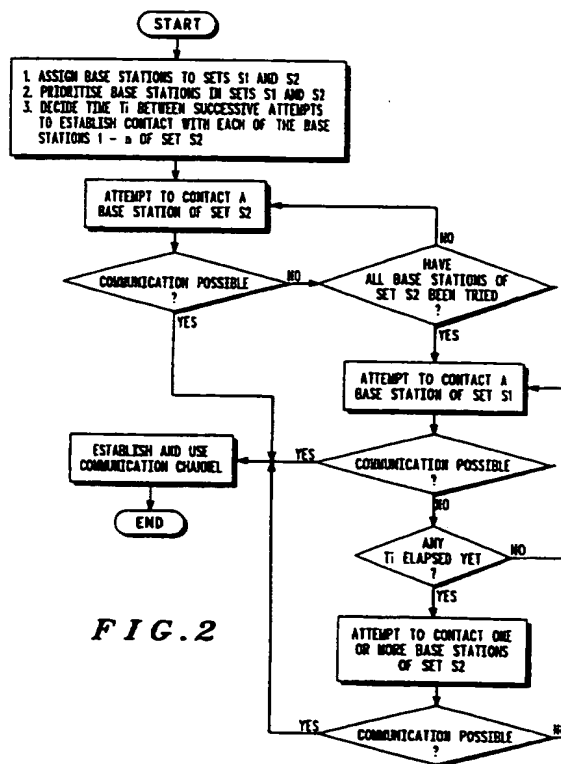 START
1. ASSIGN BASE STATIONS TO SETS S1 AND S2
2. PRIORITISE BASE STATIONS IN SETS S1 AND S2
3. DECIDE TIME Ti BETWEEN SUCCESSIVE ATTEMPTS
TO ESTABLISH CONTACT WITH EACH OF THE BASE
STATIONS 1 - n OF SET S2
ATTEMPT TO CONTACT A
BASE STATION OF SET S2
COMMUNICATION POSSIBLE
?
NO
YES
HAVE
ALL BASE STATIONS OF
SET S2 BEEN TRIED
?
NO
YES
ATTEMPT TO CONTACT A
BASE STATION OF SET S1
COMMUNICATION POSSIBLE
?
YES
NO
ESTABLISH AND USE
COMMUNICATION CHANNEL
END
ANY
Ti ELAPSED YET
?
NO
YES
ATTEMPT TO CONTACT ONE
OR MORE BASE STATIONS
OF SET S2
COMMUNICATION POSSIBLE
?
YES
FIG.2